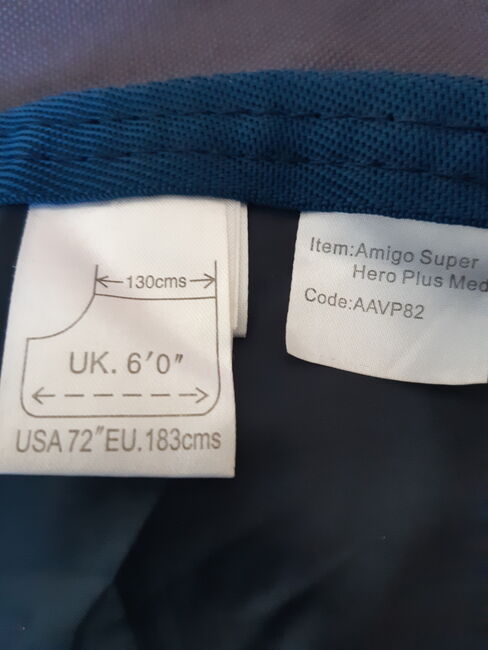 130cms
UK. 6'0"
USA 72" EU.183cms
Item:Amigo Super
Hero Plus Med
Code:AAVP82